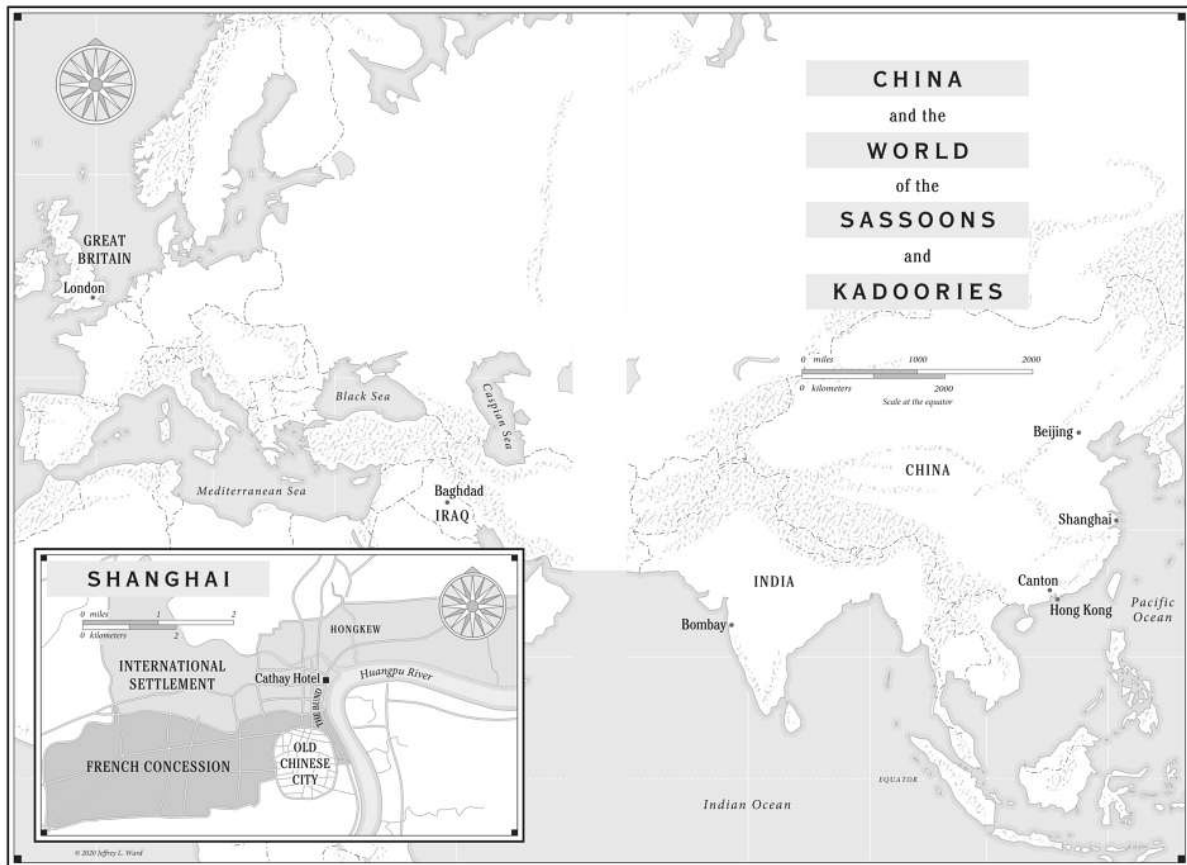 CHINA
and the
WORLD
of the
SASSOONS
and
KADOORIES
0 miles 1000 2000
0 kilometers 2000
Scale at the equator
GREAT
BRITAIN
London
Black Sea
Caspian Sea
Mediterranean Sea
Baghdad
IRAQ
Beijing
CHINA
Shanghai
INDIA
Canton
Hong Kong
Pacific
Ocean
Bombay
EQUATOR
Indian Ocean
SHANGHAI
0 miles 1 2
0 kilometers 2
HONGKEW
INTERNATIONAL
SETTLEMENT
Cathay Hotel
Huangpu River
THE BUND
FRENCH CONCESSION
OLD
CHINESE
CITY
© 2020 Jeffrey L. Ward